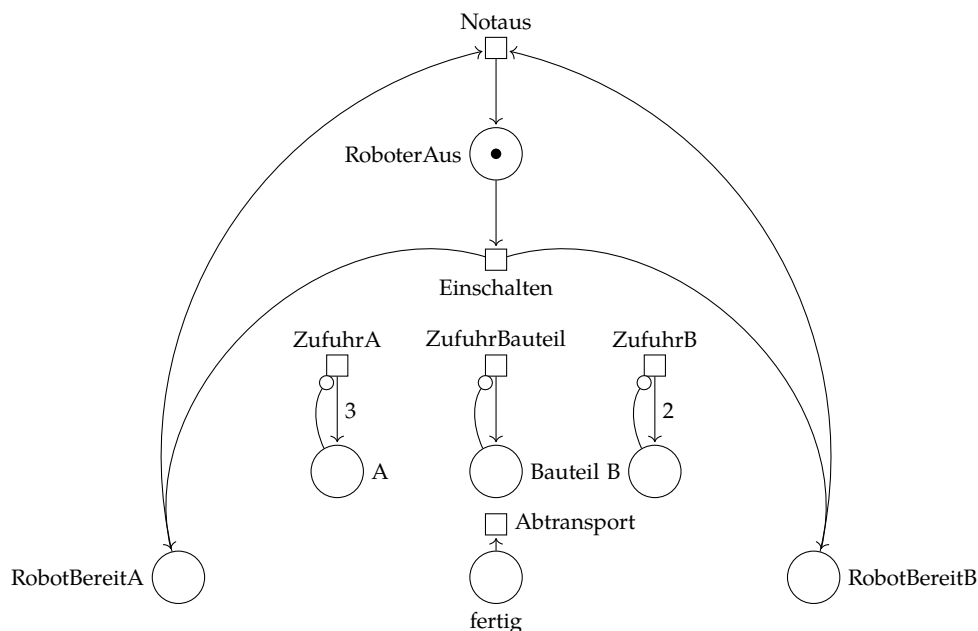 Notaus
RoboterAus
Einschalten
ZufuhrA
ZufuhrBauteil
ZufuhrB
3
2
A
Bauteil
B
Abtransport
RobotBereitA
RobotBereitB
fertig